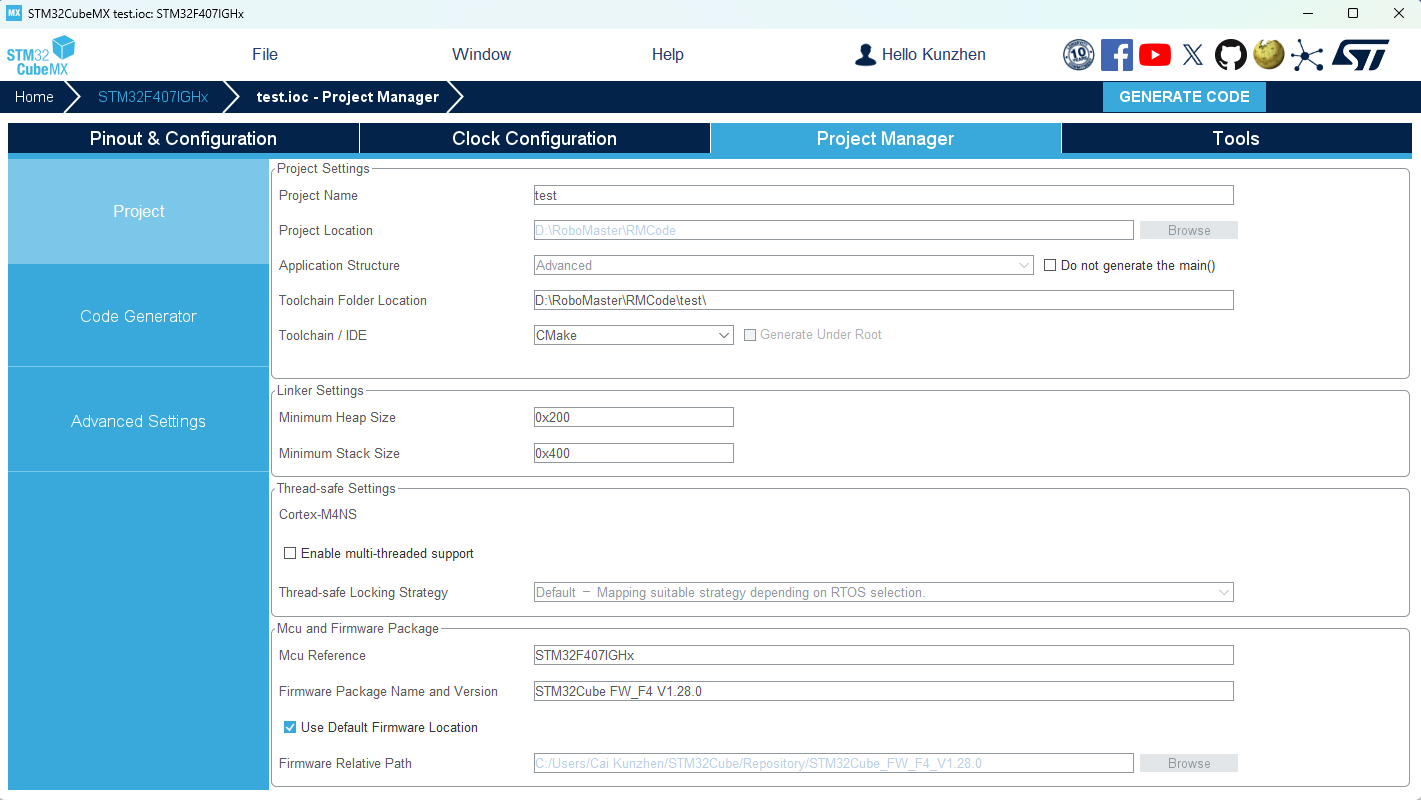 MX STM32CubeMX test.ioc: STM32F407IGHx
STM32 CubeMX
File Window Help Hello Kunzhen
10
Home STM32F407IGHx test.ioc - Project Manager GENERATE CODE
Pinout & Configuration Clock Configuration Project Manager Tools
Project
Code Generator
Advanced Settings
Project Settings
Project Name test
Project Location D:\RoboMaster\RMCode Browse
Application Structure Advanced Do not generate the main()
Toolchain Folder Location D:\RoboMaster\RMCode\test\
Toolchain / IDE CMake Generate Under Root
Linker Settings
Minimum Heap Size 0x200
Minimum Stack Size 0x400
Thread-safe Settings
Cortex-M4NS
Enable multi-threaded support
Thread-safe Locking Strategy Default – Mapping suitable strategy depending on RTOS selection.
Mcu and Firmware Package
Mcu Reference STM32F407IGHx
Firmware Package Name and Version STM32Cube FW_F4 V1.28.0
Use Default Firmware Location
Firmware Relative Path C:/Users/Cai Kunzhen/STM32Cube/Repository/STM32Cube_FW_F4_V1.28.0 Browse